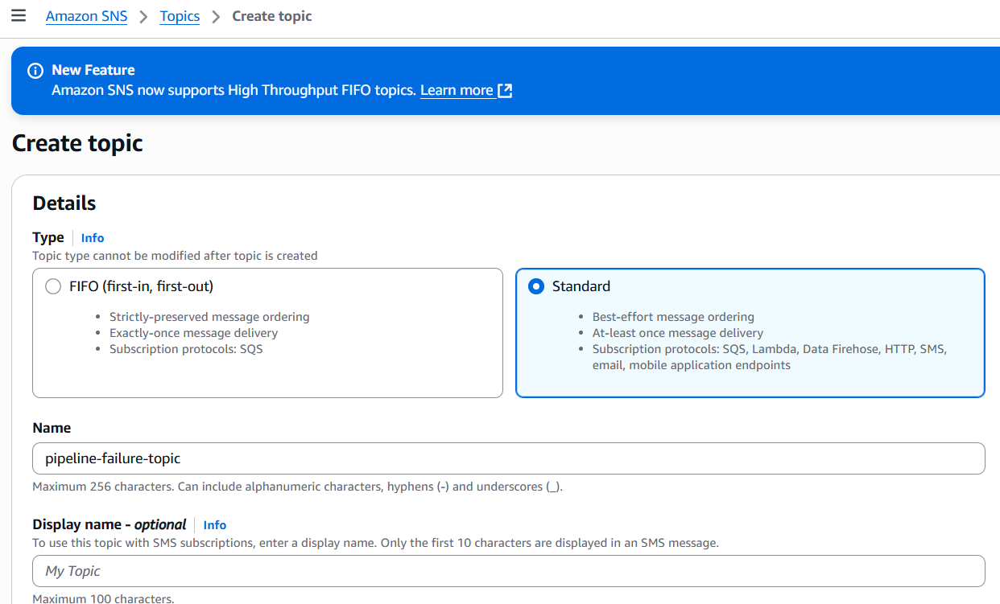 Amazon SNS > Topics > Create topic
New Feature
Amazon SNS now supports High Throughput FIFO topics. Learn more
Create topic
Details
Type Info
Topic type cannot be modified after topic is created
FIFO (first-in, first-out)
• Strictly-preserved message ordering
• Exactly-once message delivery
• Subscription protocols: SQS
Standard
• Best-effort message ordering
• At-least once message delivery
• Subscription protocols: SQS, Lambda, Data Firehose, HTTP, SMS,
email, mobile application endpoints
Name
pipeline-failure-topic
Maximum 256 characters. Can include alphanumeric characters, hyphens (-) and underscores (_).
Display name - optional Info
To use this topic with SMS subscriptions, enter a display name. Only the first 10 characters are displayed in an SMS message.
My Topic
Maximum 100 characters.